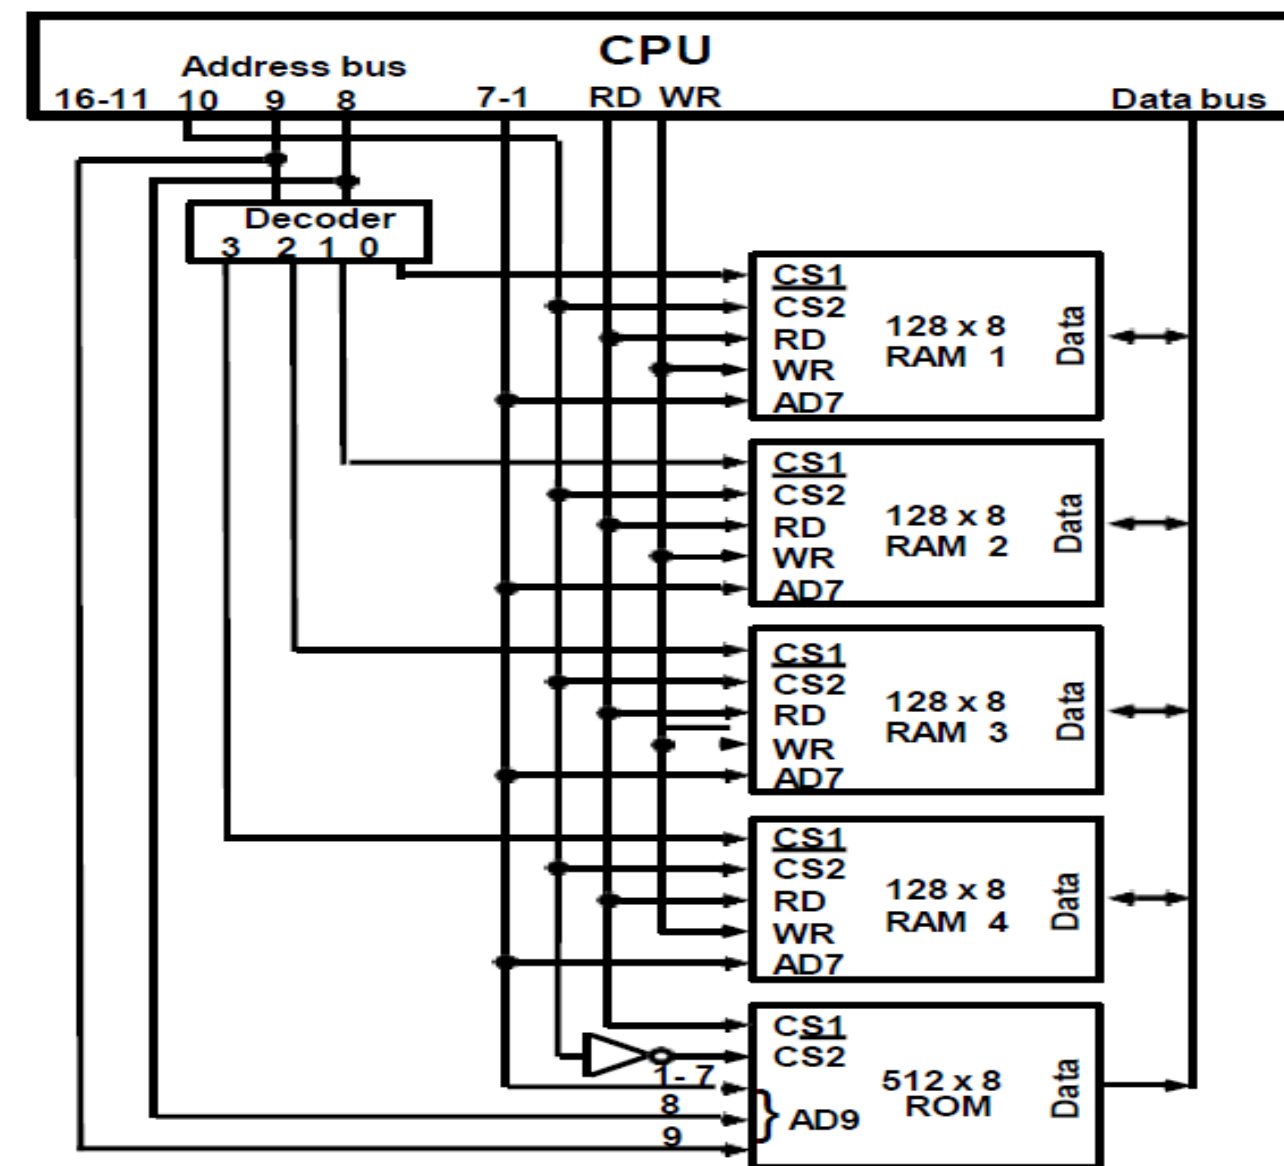 CPU
Address bus
16-11 10 9 8 7-1 RD WR Data bus
Decoder
3 2 1 0
CS1
CS2
RD
WR
AD7
128 x 8
RAM 1
Data
CS1
CS2
RD
WR
AD7
128 x 8
RAM 2
Data
CS1
CS2
RD
WR
AD7
128 x 8
RAM 3
Data
CS1
CS2
RD
WR
AD7
128 x 8
RAM 4
Data
CS1
CS2
1- 7
8
9
} AD9
512 x 8
ROM
Data